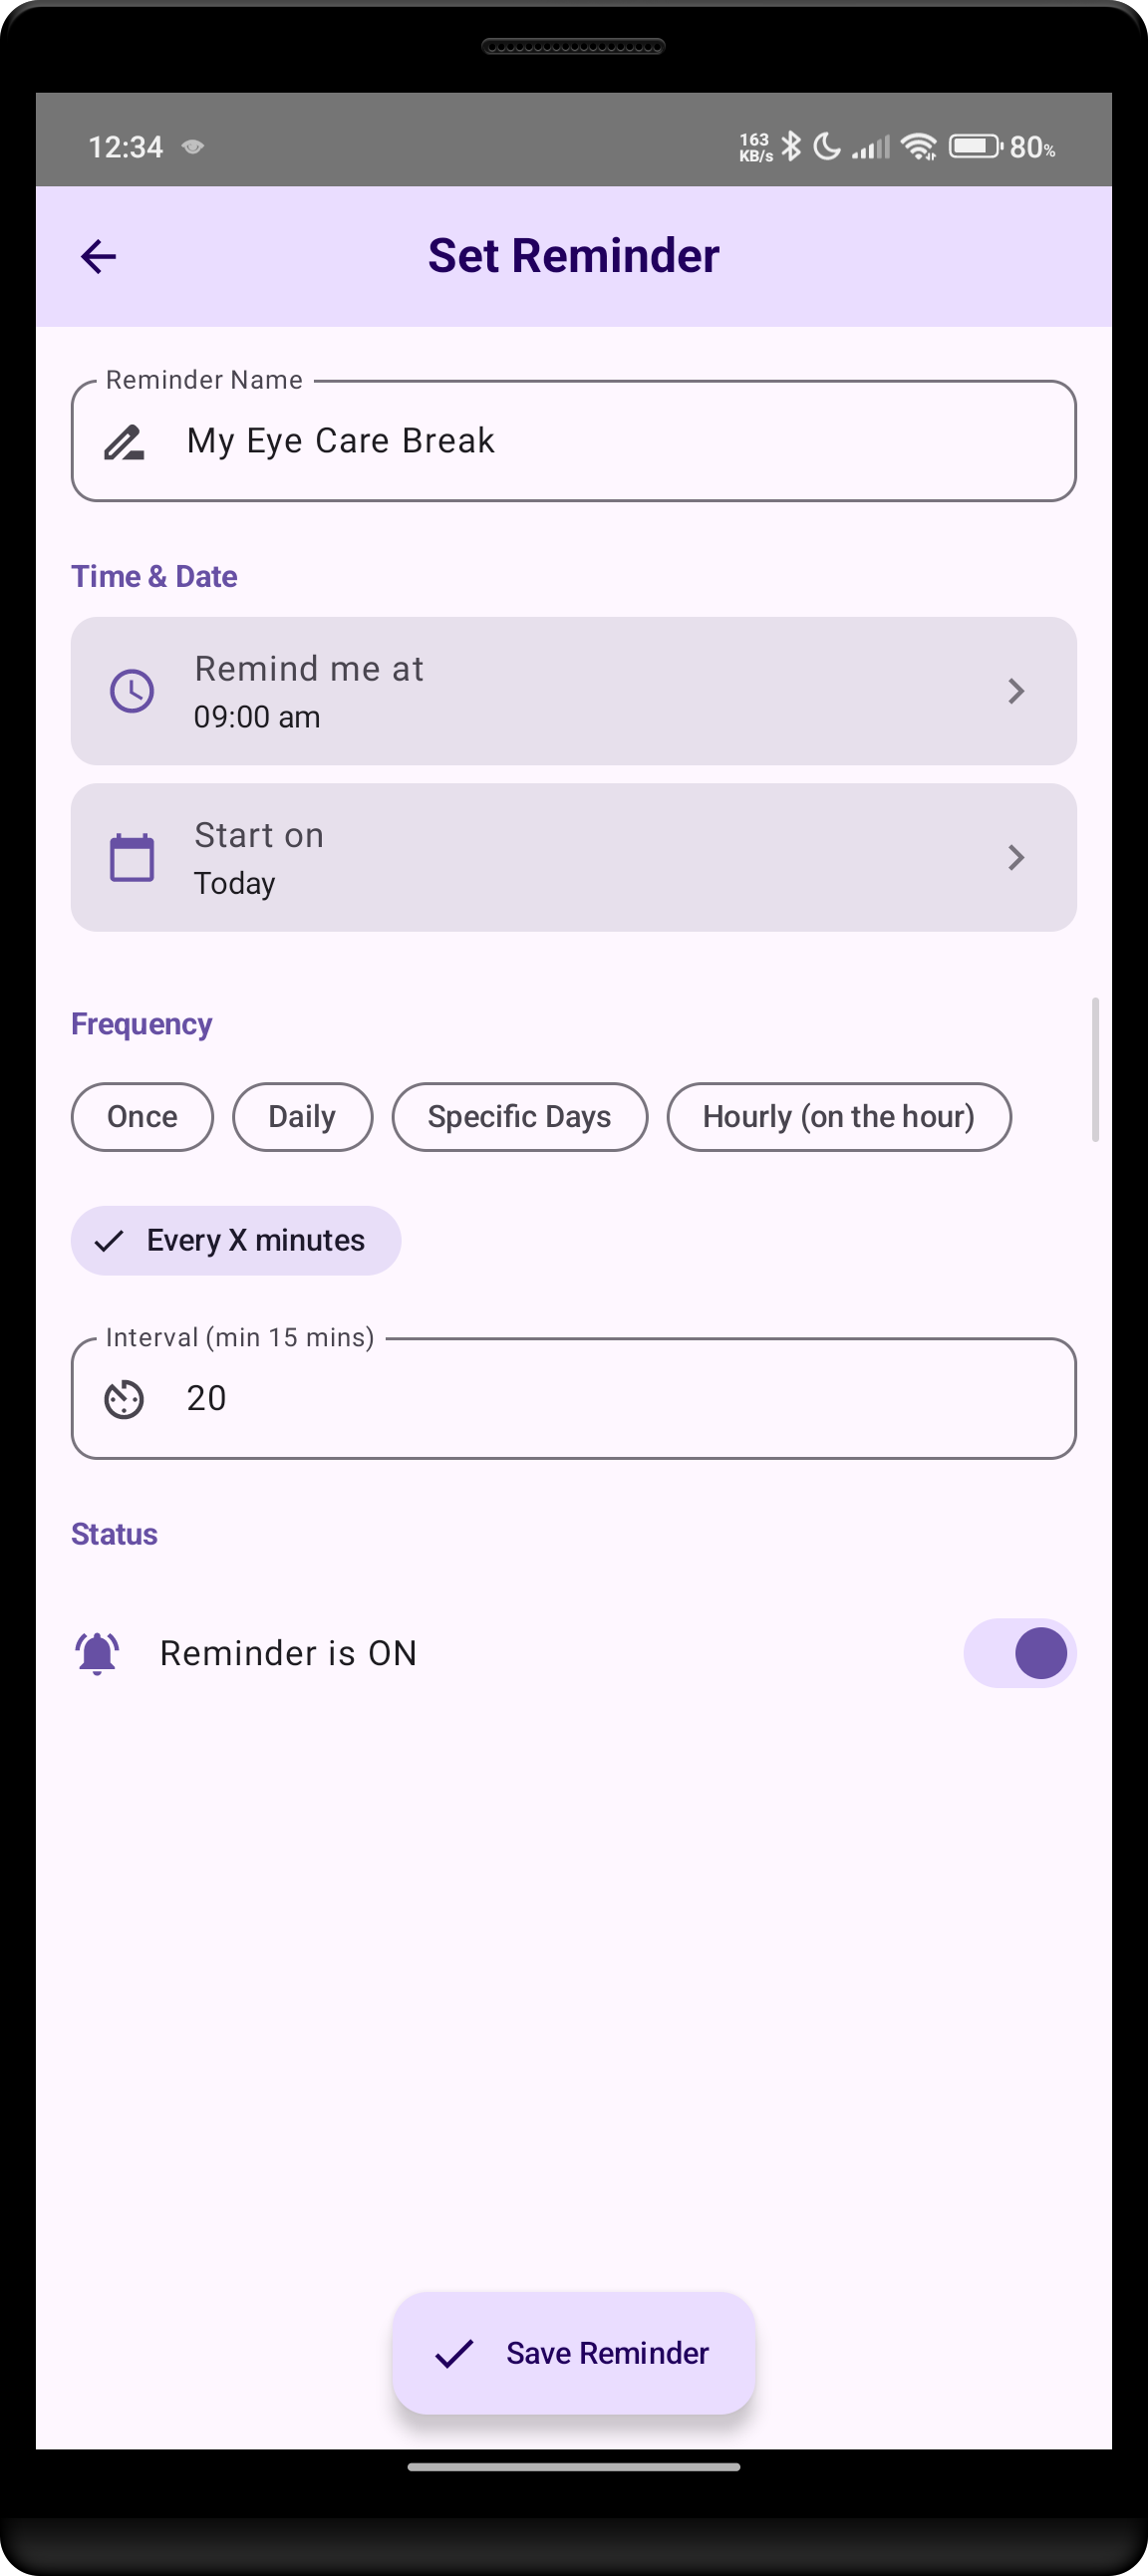 12:34 163 KB/s 80%
Set Reminder
Reminder Name
My Eye Care Break
Time & Date
Remind me at
09:00 am
Start on
Today
Frequency
Once Daily Specific Days Hourly (on the hour)
Every X minutes
Interval (min 15 mins)
20
Status
Reminder is ON
Save Reminder